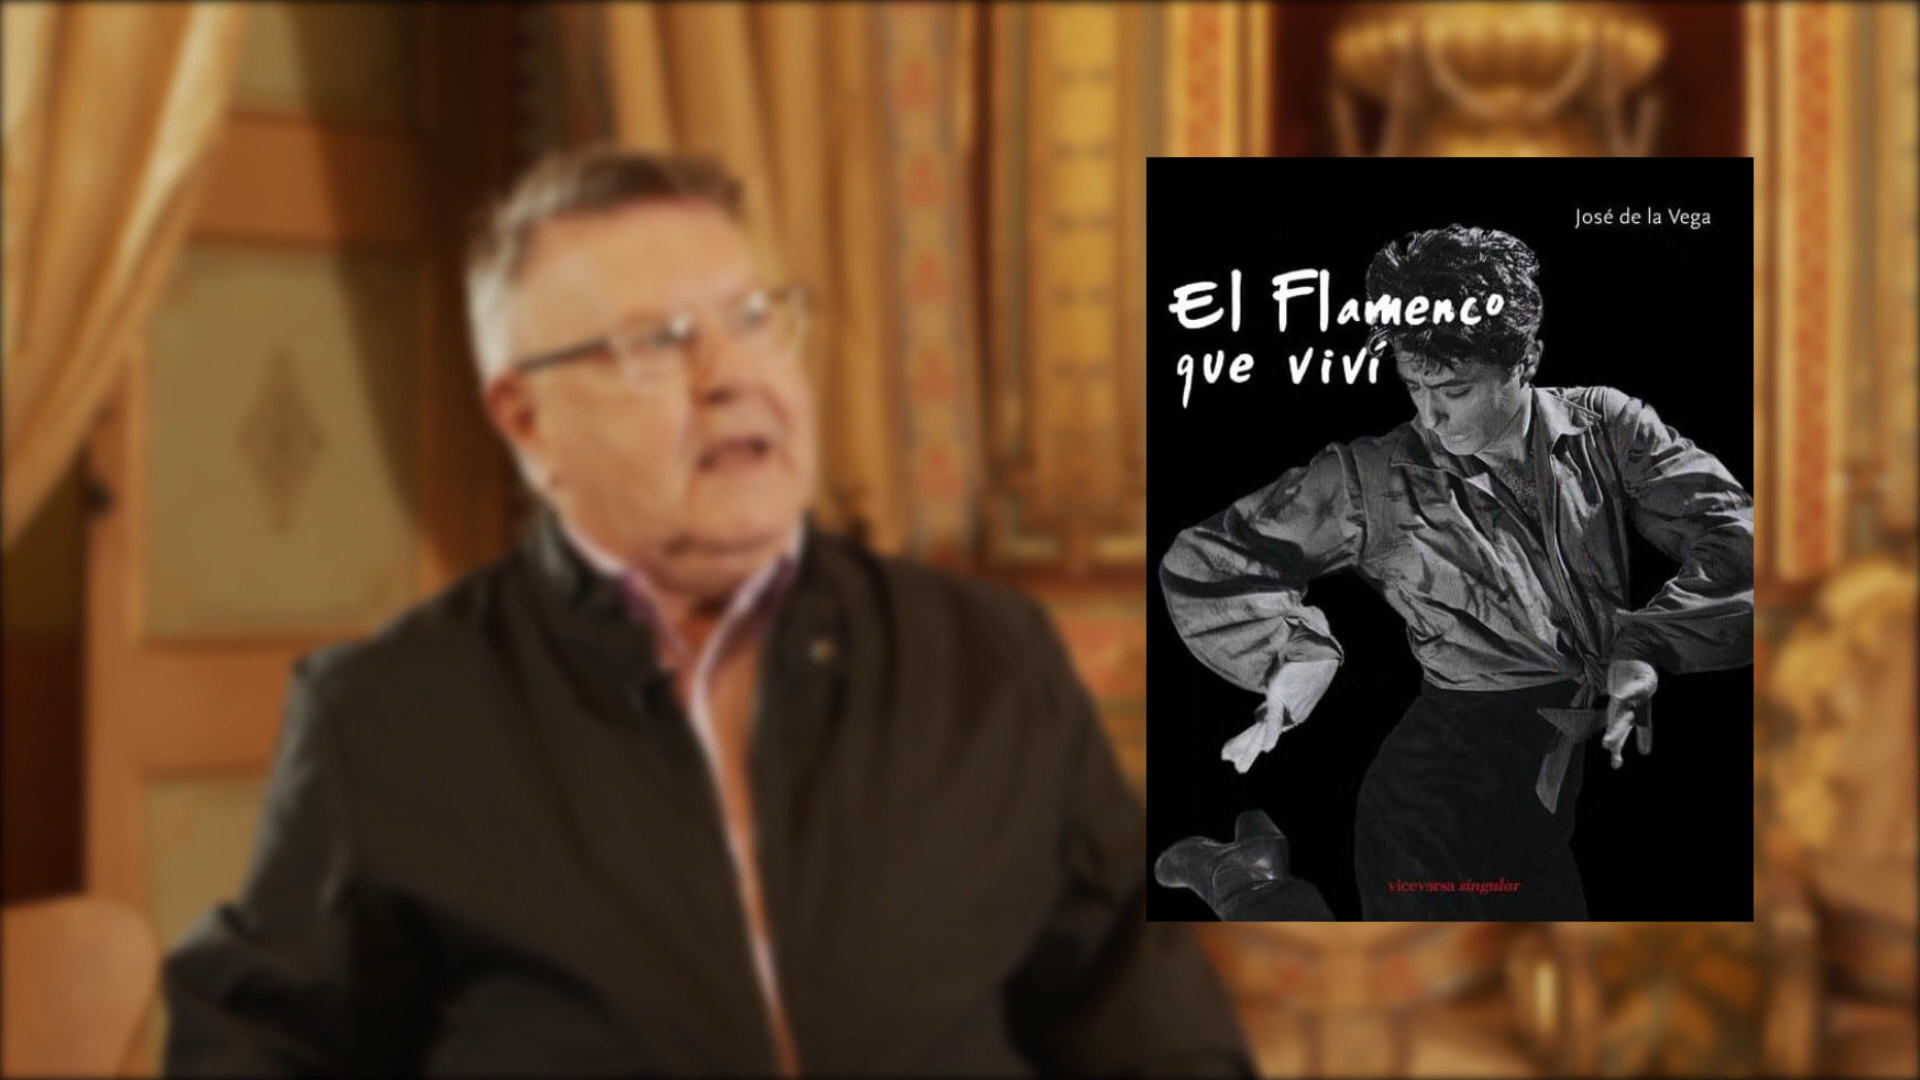 José de la Vega
El Flamenco
que viví
viceversa singular